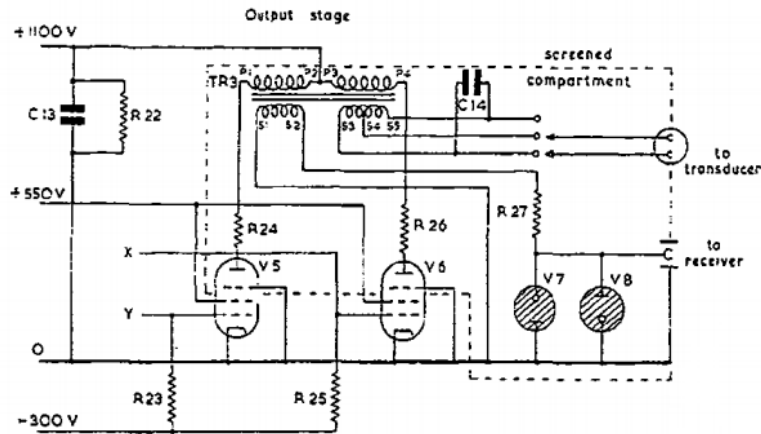 Output stage
+1100 V
screened
compartment
P1 P2 P3 P4
TR3
C14
C13
R22
S1 S2 S3 S4 S5
to
transducer
+550 V
R27
R24
R26
to
receiver
X
V5
V6
V7
V8
Y
0
R23
R25
-300 V